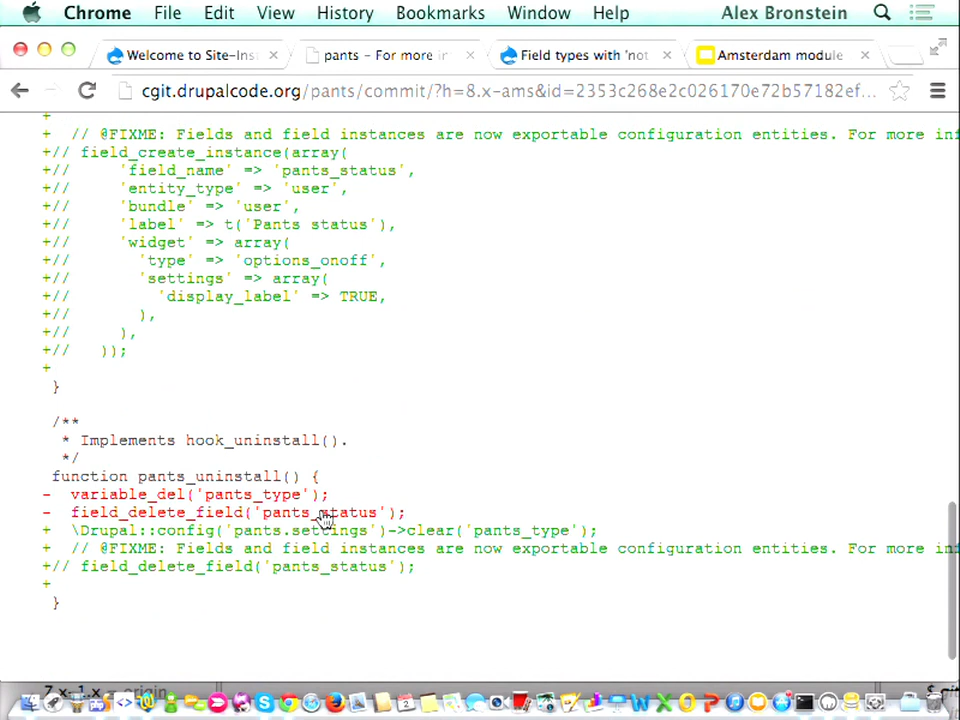 Chrome File Edit View History Bookmarks Window Help Alex Bronstein
Welcome to Site-Ins × pants – For more in × Field types with 'not × Amsterdam module ×
cgit.drupalcode.org/pants/commit/?h=8.x-ams&id=2353c268e2c026170e72b57182ef...
+
+  // @FIXME: Fields and field instances are now exportable configuration entities. For more inf
+// field_create_instance(array(
+//     'field_name' => 'pants_status',
+//     'entity_type' => 'user',
+//     'bundle' => 'user',
+//     'label' => t('Pants status'),
+//     'widget' => array(
+//       'type' => 'options_onoff',
+//       'settings' => array(
+//         'display_label' => TRUE,
+//       ),
+//     ),
+//   ));
+
}
/**
* Implements hook_uninstall().
*/
function pants_uninstall() {
-  variable_del('pants_type');
-  field_delete_field('pants_status');
+  \Drupal::config('pants.settings')->clear('pants_type');
+  // @FIXME: Fields and field instances are now exportable configuration entities. For more inf
+// field_delete_field('pants_status');
+
}
7.x-1.x – origin